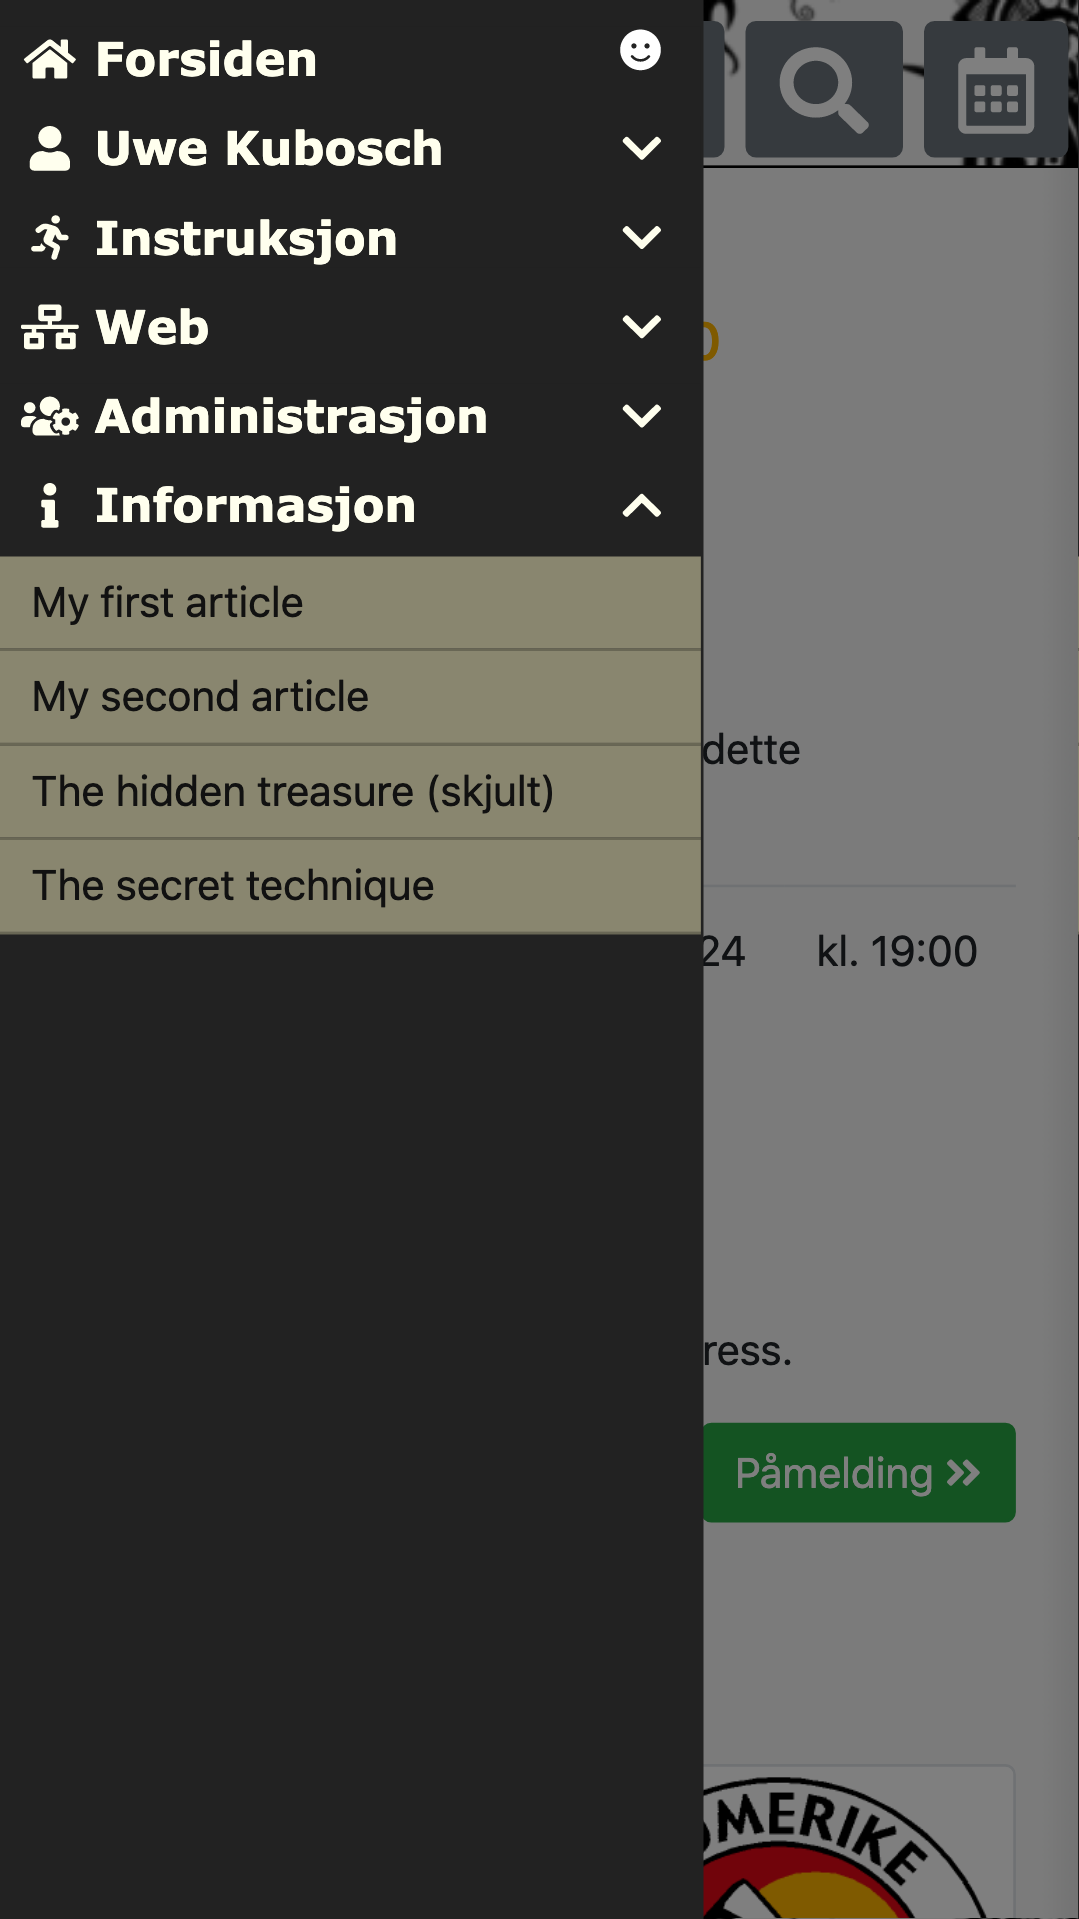 Forsiden
Uwe Kubosch
Instruksjon
Web
Administrasjon
Informasjon
My first article
My second article
The hidden treasure (skjult)
The secret technique
dette
24 kl. 19:00
ress.
Påmelding
MERIKE